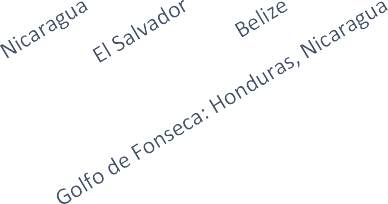 Nicaragua
El Salvador
Belize
Golfo de Fonseca: Honduras, Nicaragua